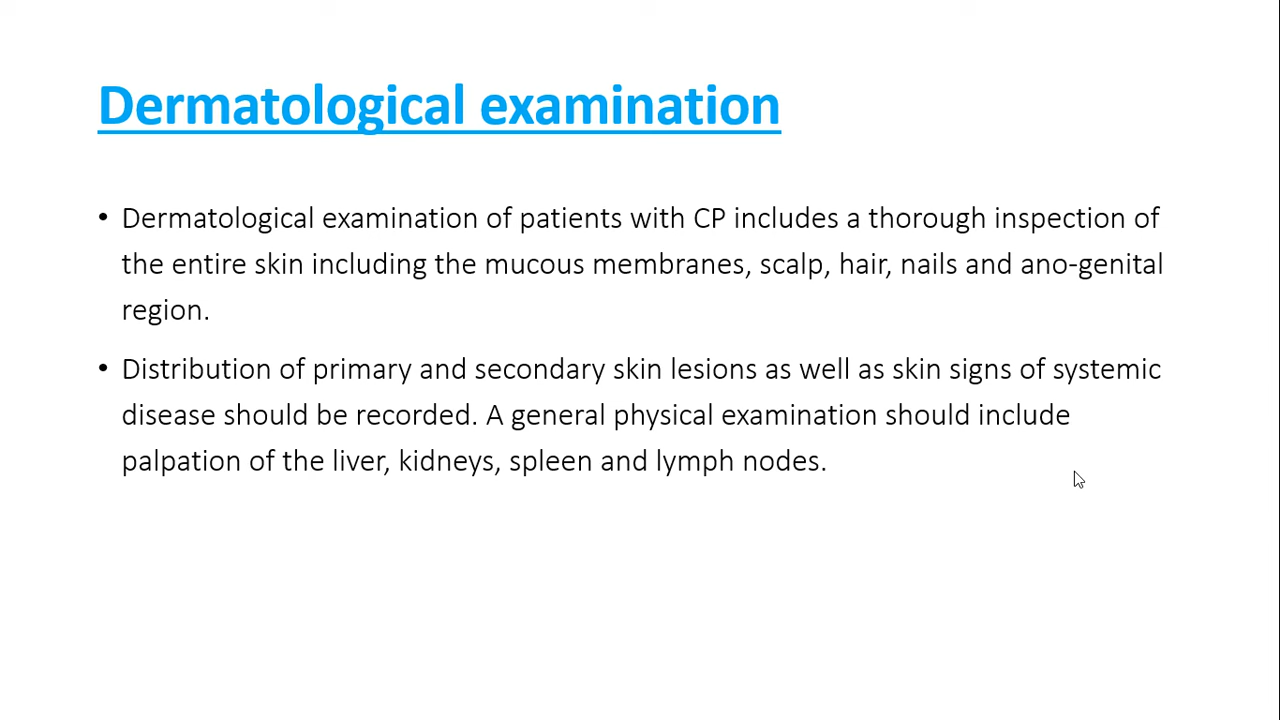 Dermatological examination
• Dermatological examination of patients with CP includes a thorough inspection of
the entire skin including the mucous membranes, scalp, hair, nails and ano-genital
region.
• Distribution of primary and secondary skin lesions as well as skin signs of systemic
disease should be recorded. A general physical examination should include
palpation of the liver, kidneys, spleen and lymph nodes.